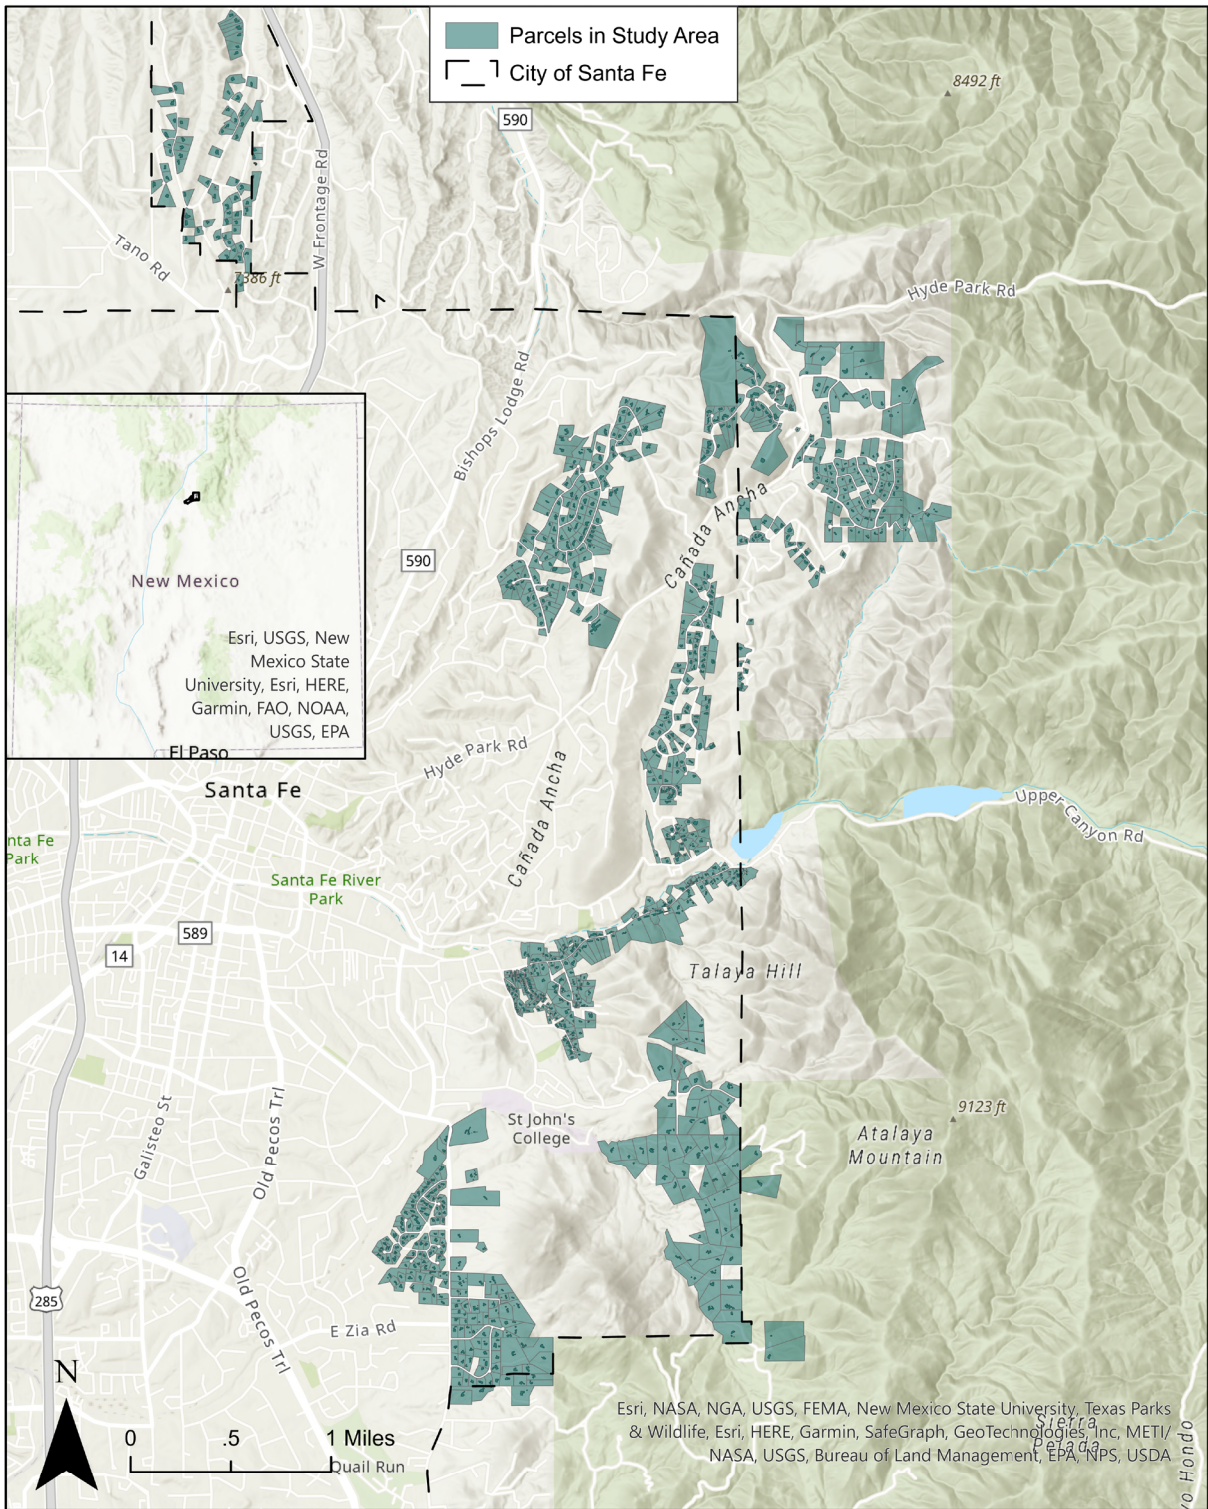 Parcels in Study Area
City of Santa Fe
8492 ft
590
W Frontage Rd
Tano Rd
7386 ft
Hyde Park Rd
Bishops Lodge Rd
Cañada Ancha
590
New Mexico
Esri, USGS, New
Mexico State
University, Esri, HERE,
Garmin, FAO, NOAA,
USGS, EPA
El Paso
Hyde Park Rd
Cañada Ancha
Santa Fe
Upper Canyon Rd
nta Fe
Park
Santa Fe River
Park
589
14
Talaya Hill
9123 ft
St John's
College
Atalaya
Mountain
Galisteo St
Old Pecos Trl
285
Old Pecos Trl
E Zia Rd
N
0 .5 1 Miles
Quail Run
Esri, NASA, NGA, USGS, FEMA, New Mexico State University, Texas Parks
& Wildlife, Esri, HERE, Garmin, SafeGraph, GeoTechnologies, Inc, METI/
NASA, USGS, Bureau of Land Management, EPA, NPS, USDA
Sierra
Pelada
yo Hondo